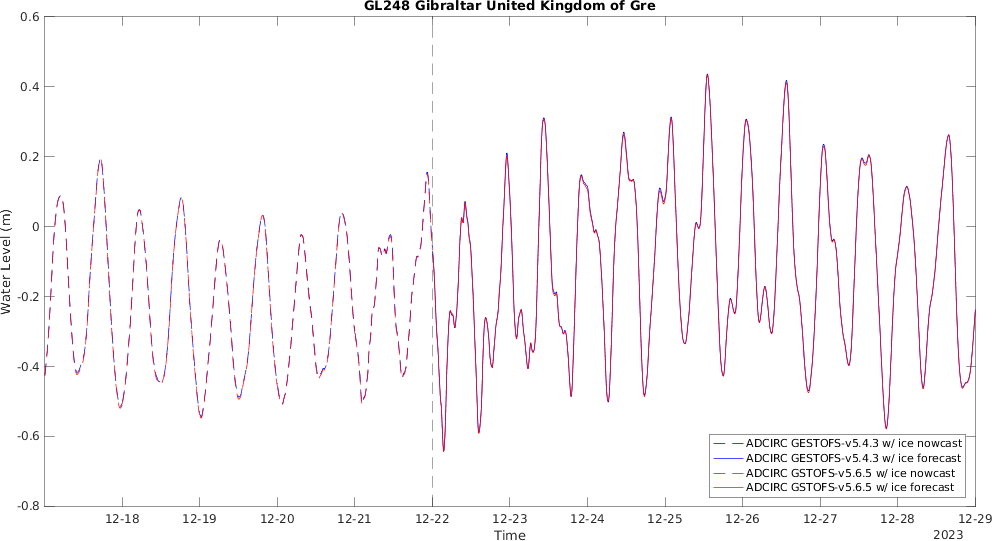 GL248 Gibraltar United Kingdom of Gre
0.6
0.4
0.2
0
-0.2
-0.4
-0.6
-0.8
Water Level (m)
ADCIRC GESTOFS-v5.4.3 w/ ice nowcast
ADCIRC GESTOFS-v5.4.3 w/ ice forecast
ADCIRC GSTOFS-v5.6.5 w/ ice nowcast
ADCIRC GSTOFS-v5.6.5 w/ ice forecast
12-18 12-19 12-20 12-21 12-22 12-23 12-24 12-25 12-26 12-27 12-28 12-29
Time
2023